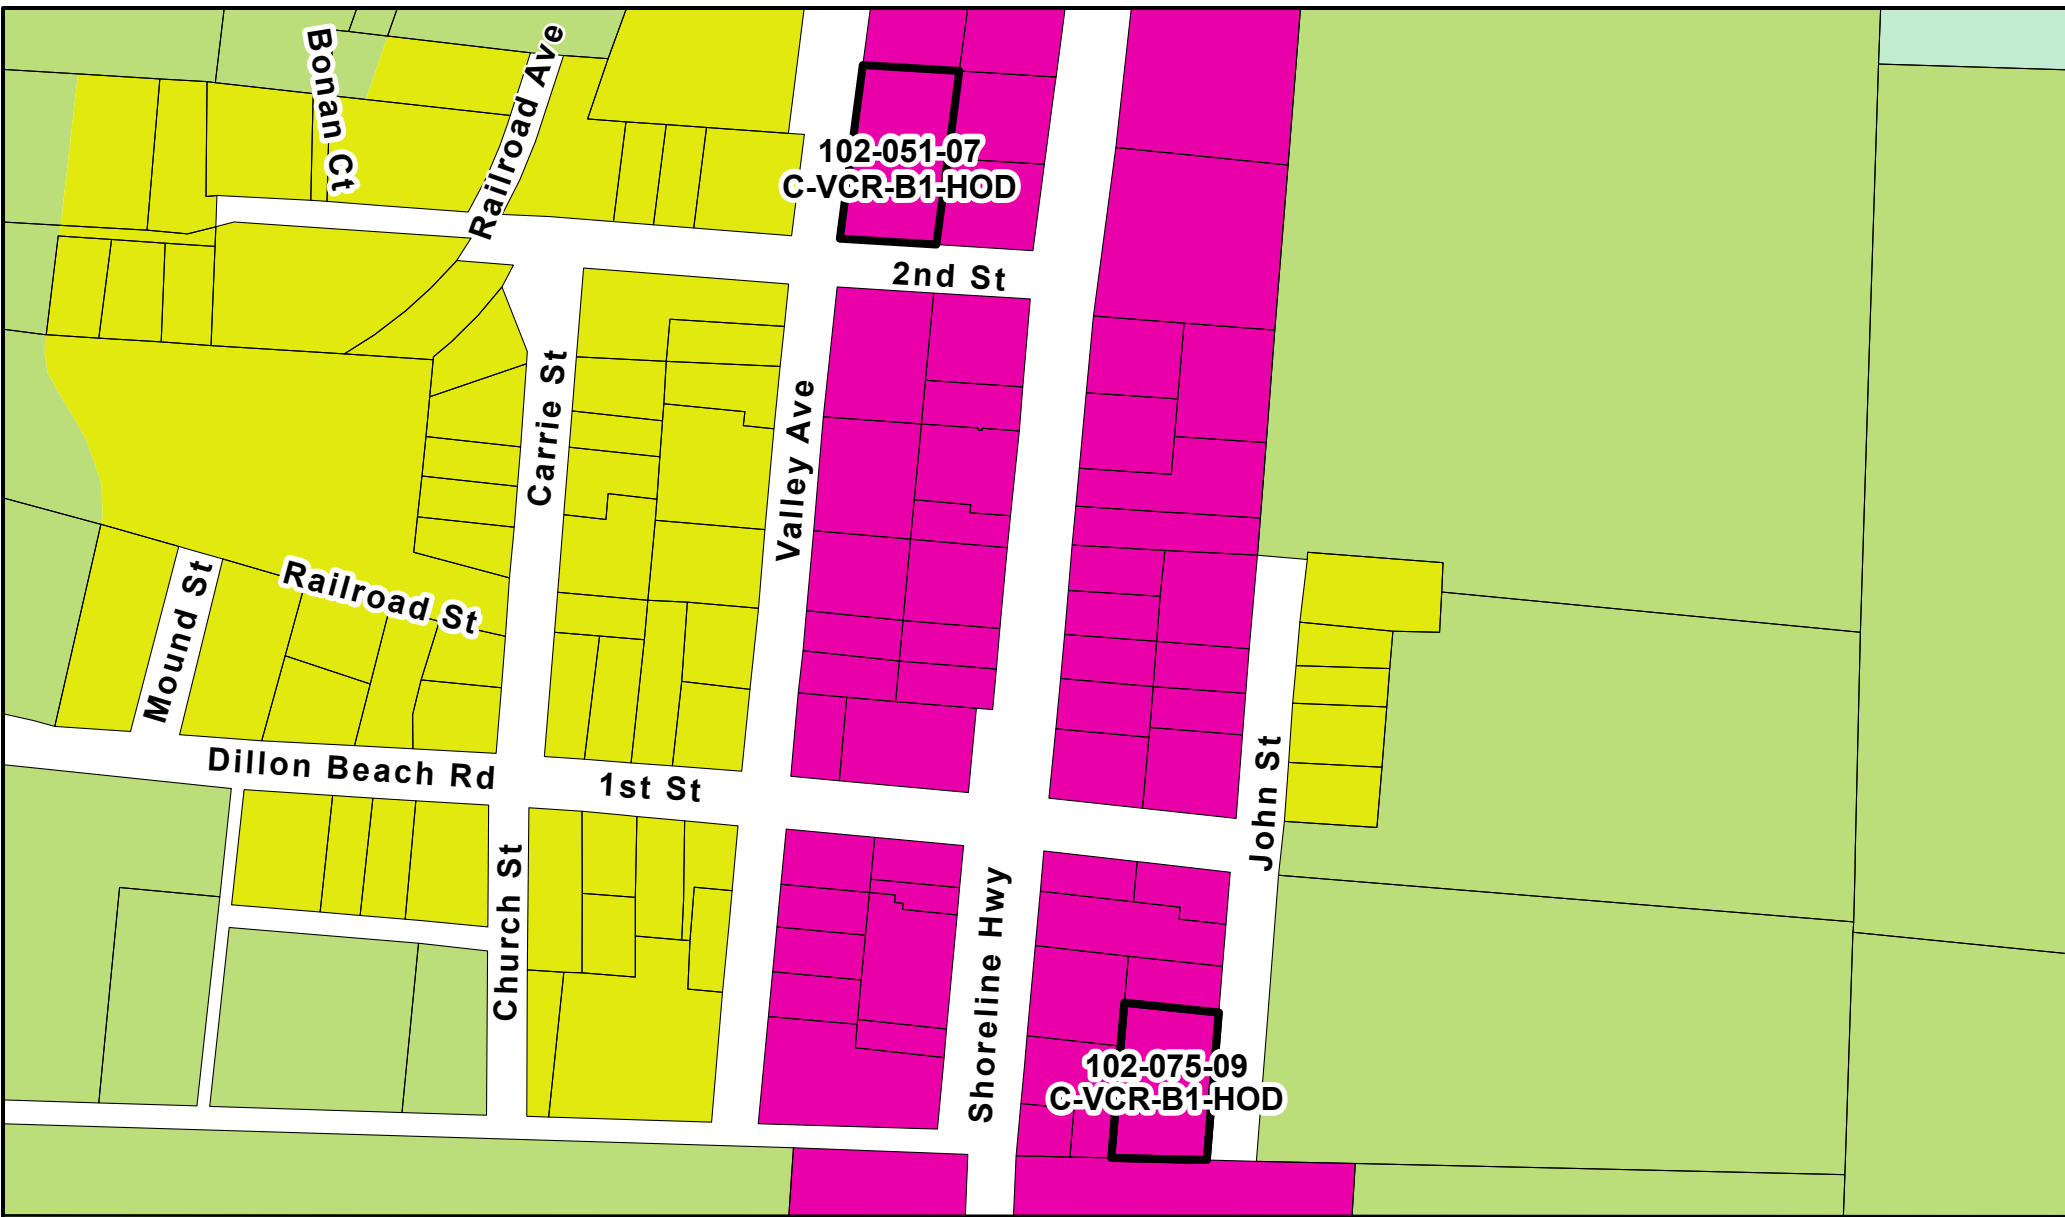 Bonan Ct
Railroad Ave
102-051-07
C-VCR-B1-HOD
2nd St
Carrie St
Valley Ave
Mound St
Railroad St
Dillon Beach Rd
1st St
John St
Church St
Shoreline Hwy
102-075-09
C-VCR-B1-HOD